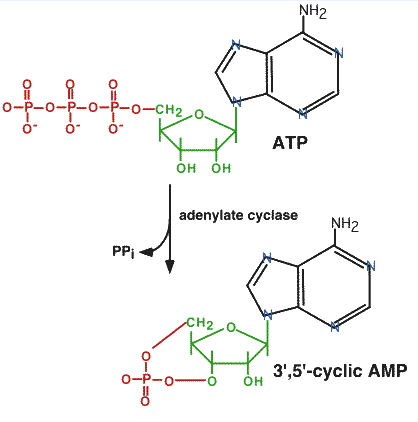 NH2
N
N
O O O
O-P-O-P-O-P-O-CH2
O- O- O-
O
N
N
ATP
OH OH
adenylate cyclase
PPi
NH2
N
N
CH2
O
N
N
O
3',5'-cyclic AMP
O-P-O
O
OH
O